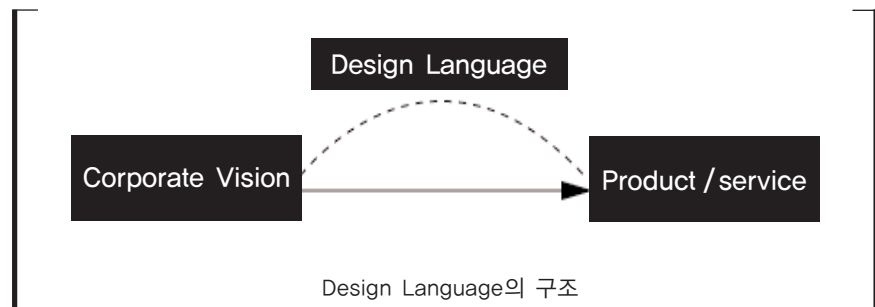 Design Language
Corporate Vision
Product / service
Design Language의 구조